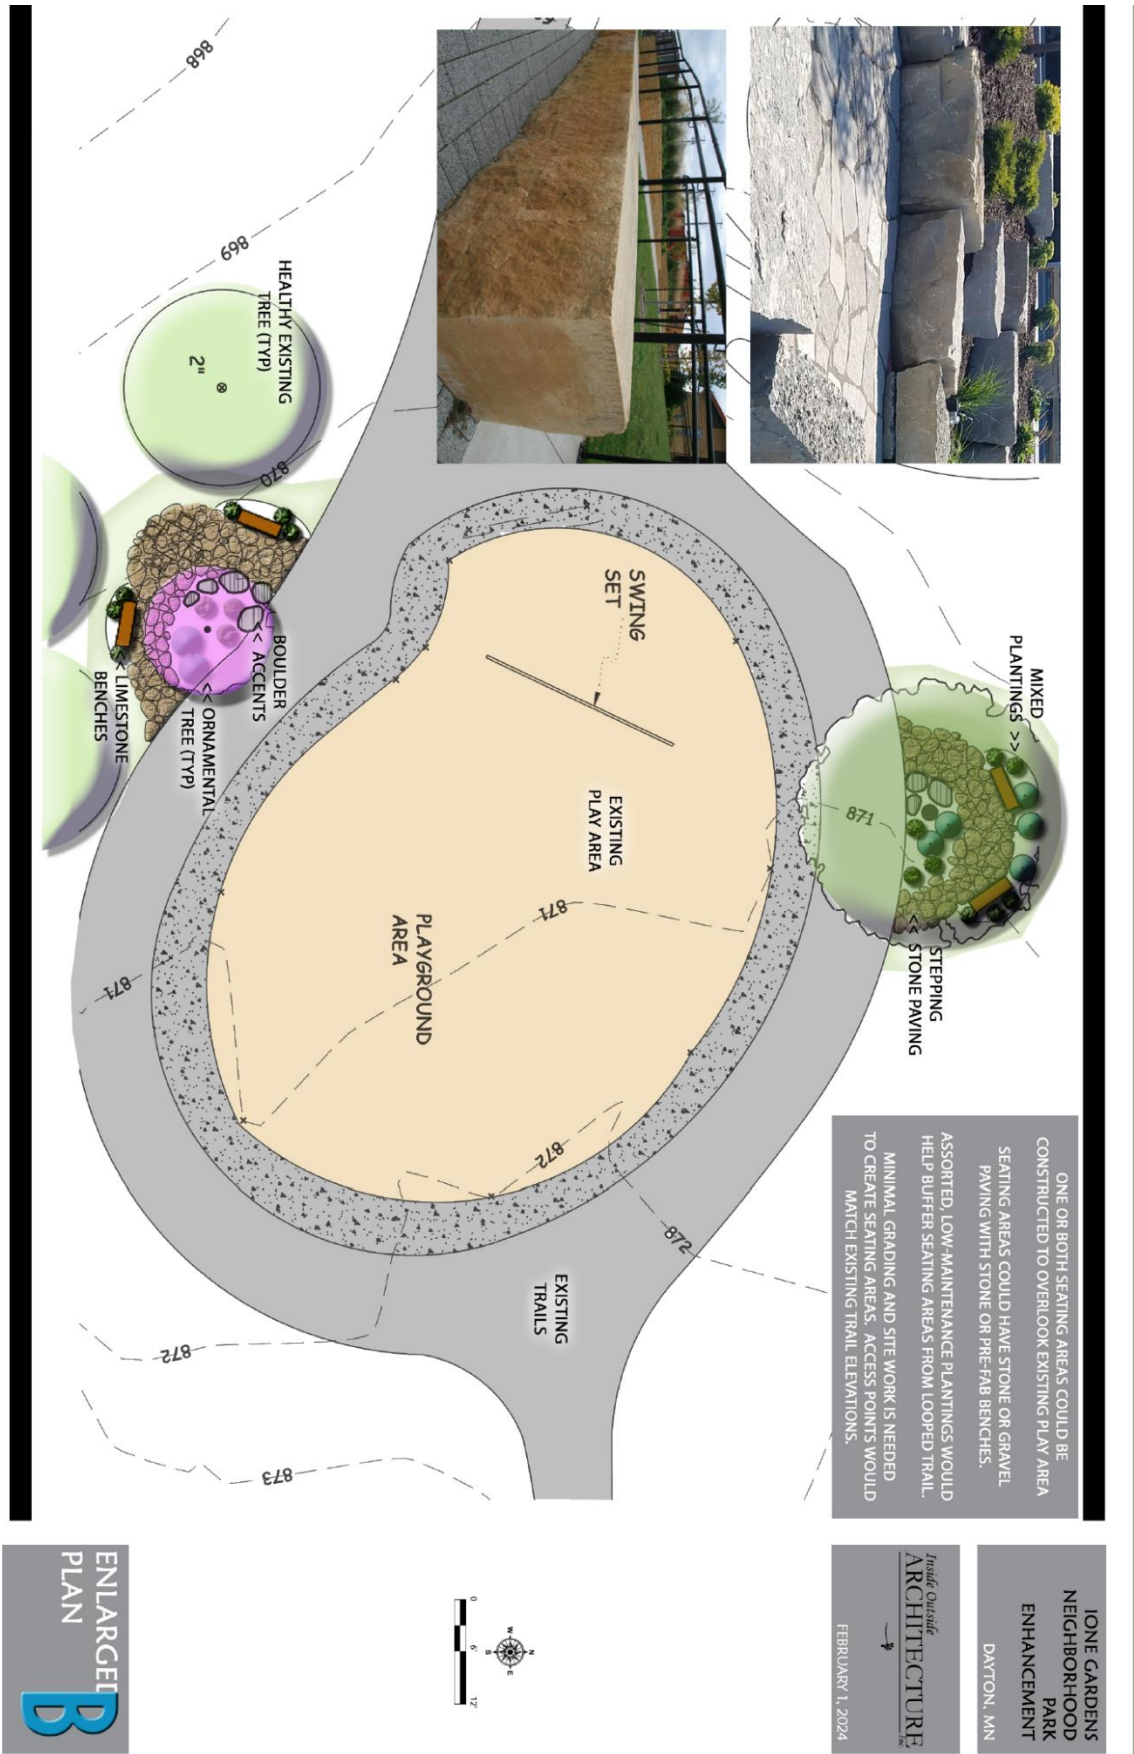 868
869
HEALTHY EXISTING
TREE (TYP)
2"
870
BOULDER
<< ACCENTS
<< ORNAMENTAL
TREE (TYP)
<< LIMESTONE
BENCHES
SWING
SET
EXISTING
PLAY AREA
PLAYGROUND
AREA
871
871
871
872
872
872
873
MIXED
PLANTINGS >>
STEPPING
<< STONE PAVING
EXISTING
TRAILS
ONE OR BOTH SEATING AREAS COULD BE
CONSTRUCTED TO OVERLOOK EXISTING PLAY AREA
SEATING AREAS COULD HAVE STONE OR GRAVEL
PAVING WITH STONE OR PRE-FAB BENCHES.
ASSORTED, LOW-MAINTENANCE PLANTINGS WOULD
HELP BUFFER SEATING AREAS FROM LOOPED TRAIL.
MINIMAL GRADING AND SITE WORK IS NEEDED
TO CREATE SEATING AREAS. ACCESS POINTS WOULD
MATCH EXISTING TRAIL ELEVATIONS.
IONE GARDENS
NEIGHBORHOOD
PARK
ENHANCEMENT
DAYTON, MN
Inside Outside
ARCHITECTURE
Inc.
FEBRUARY 1, 2024
N
W
E
S
0 6' 12'
ENLARGED
PLAN
B